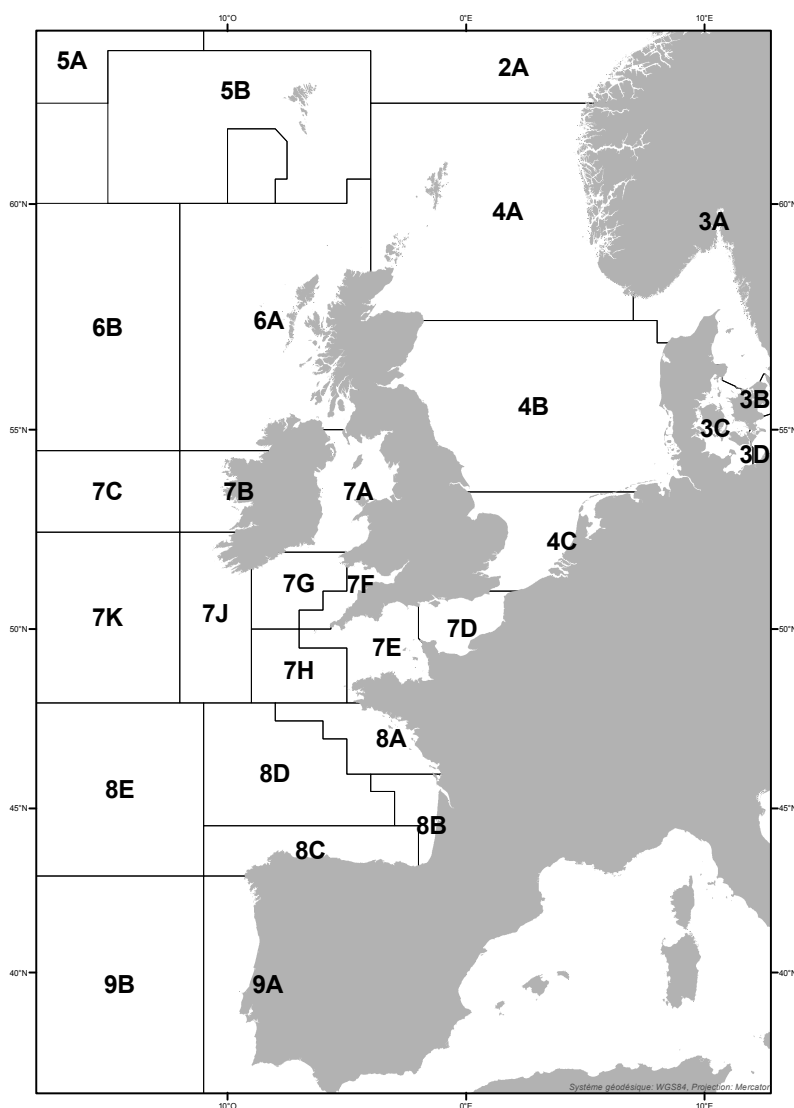 10°O 0°E 10°E
5A
2A
5B
60°N 60°N
4A
3A
6A
6B
3B
4B
55°N 3C 55°N
3D
7C 7B 7A
4C
7G 7F
7K 7J 7D
50°N 50°N
7E
7H
8A
8D
8E
45°N 8B 45°N
8C
40°N 40°N
9B 9A
Système géodésique: WGS84, Projection: Mercator
10°O 0°E 10°E